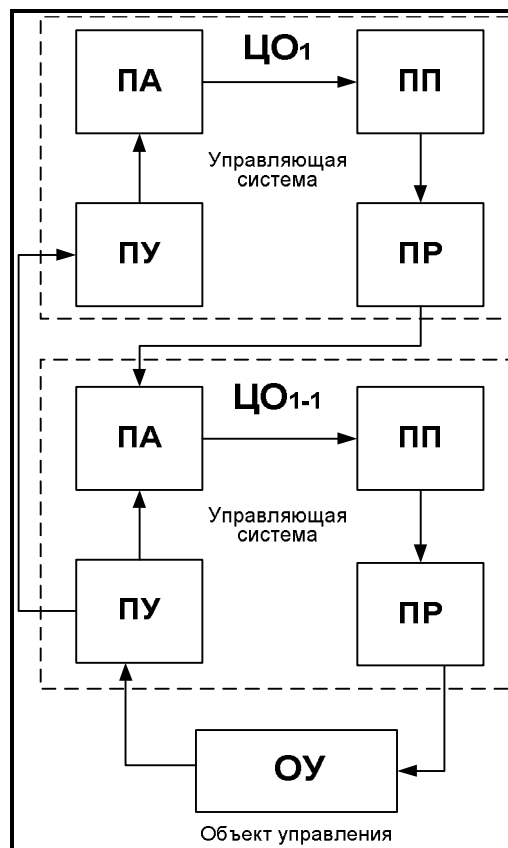 ЦО1
ПА
ПП
Управляющая
система
ПУ
ПР
ЦО1-1
ПА
ПП
Управляющая
система
ПУ
ПР
ОУ
Объект управления